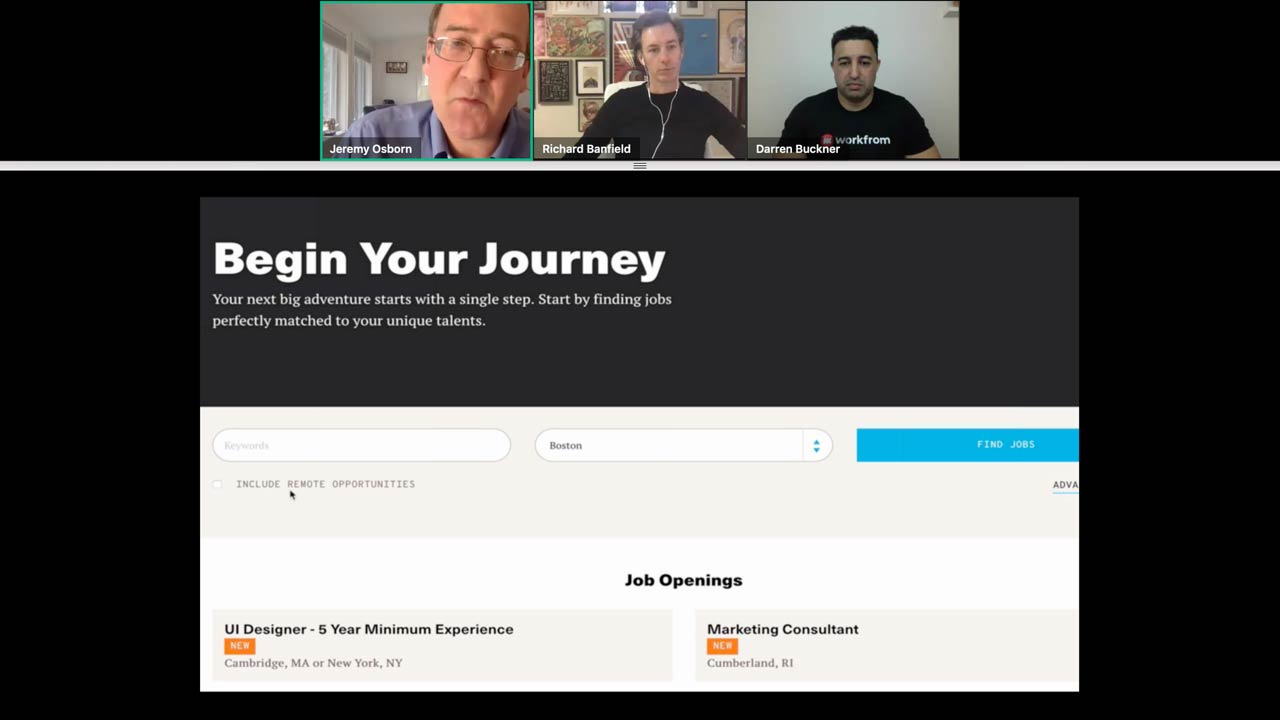 Jeremy Osborn
Richard Banfield
Darren Buckner
workfrom
Begin Your Journey
Your next big adventure starts with a single step. Start by finding jobs
perfectly matched to your unique talents.
Keywords
Boston
FIND JOBS
INCLUDE REMOTE OPPORTUNITIES
ADVA
Job Openings
UI Designer - 5 Year Minimum Experience
NEW
Cambridge, MA or New York, NY
Marketing Consultant
NEW
Cumberland, RI